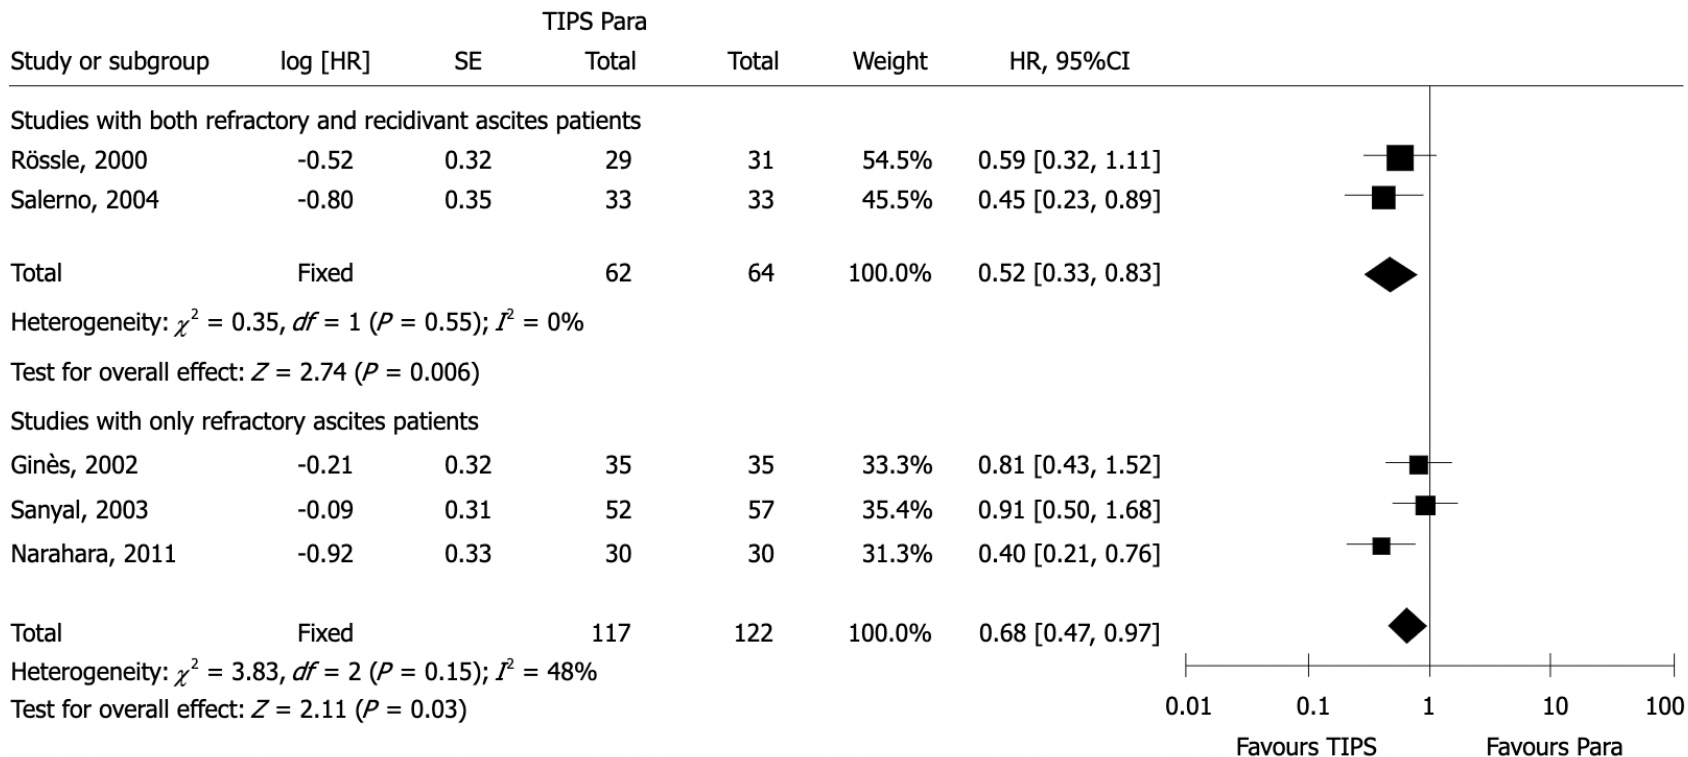 TIPS Para
Study or subgroup log [HR] SE Total Total Weight HR, 95%CI
Studies with both refractory and recidivant ascites patients
Rössle, 2000 -0.52 0.32 29 31 54.5% 0.59 [0.32, 1.11]
Salerno, 2004 -0.80 0.35 33 33 45.5% 0.45 [0.23, 0.89]
Total Fixed 62 64 100.0% 0.52 [0.33, 0.83]
Heterogeneity: χ² = 0.35, df = 1 (P = 0.55); I² = 0%
Test for overall effect: Z = 2.74 (P = 0.006)
Studies with only refractory ascites patients
Ginès, 2002 -0.21 0.32 35 35 33.3% 0.81 [0.43, 1.52]
Sanyal, 2003 -0.09 0.31 52 57 35.4% 0.91 [0.50, 1.68]
Narahara, 2011 -0.92 0.33 30 30 31.3% 0.40 [0.21, 0.76]
Total Fixed 117 122 100.0% 0.68 [0.47, 0.97]
Heterogeneity: χ² = 3.83, df = 2 (P = 0.15); I² = 48%
Test for overall effect: Z = 2.11 (P = 0.03)
0.01 0.1 1 10 100
Favours TIPS Favours Para